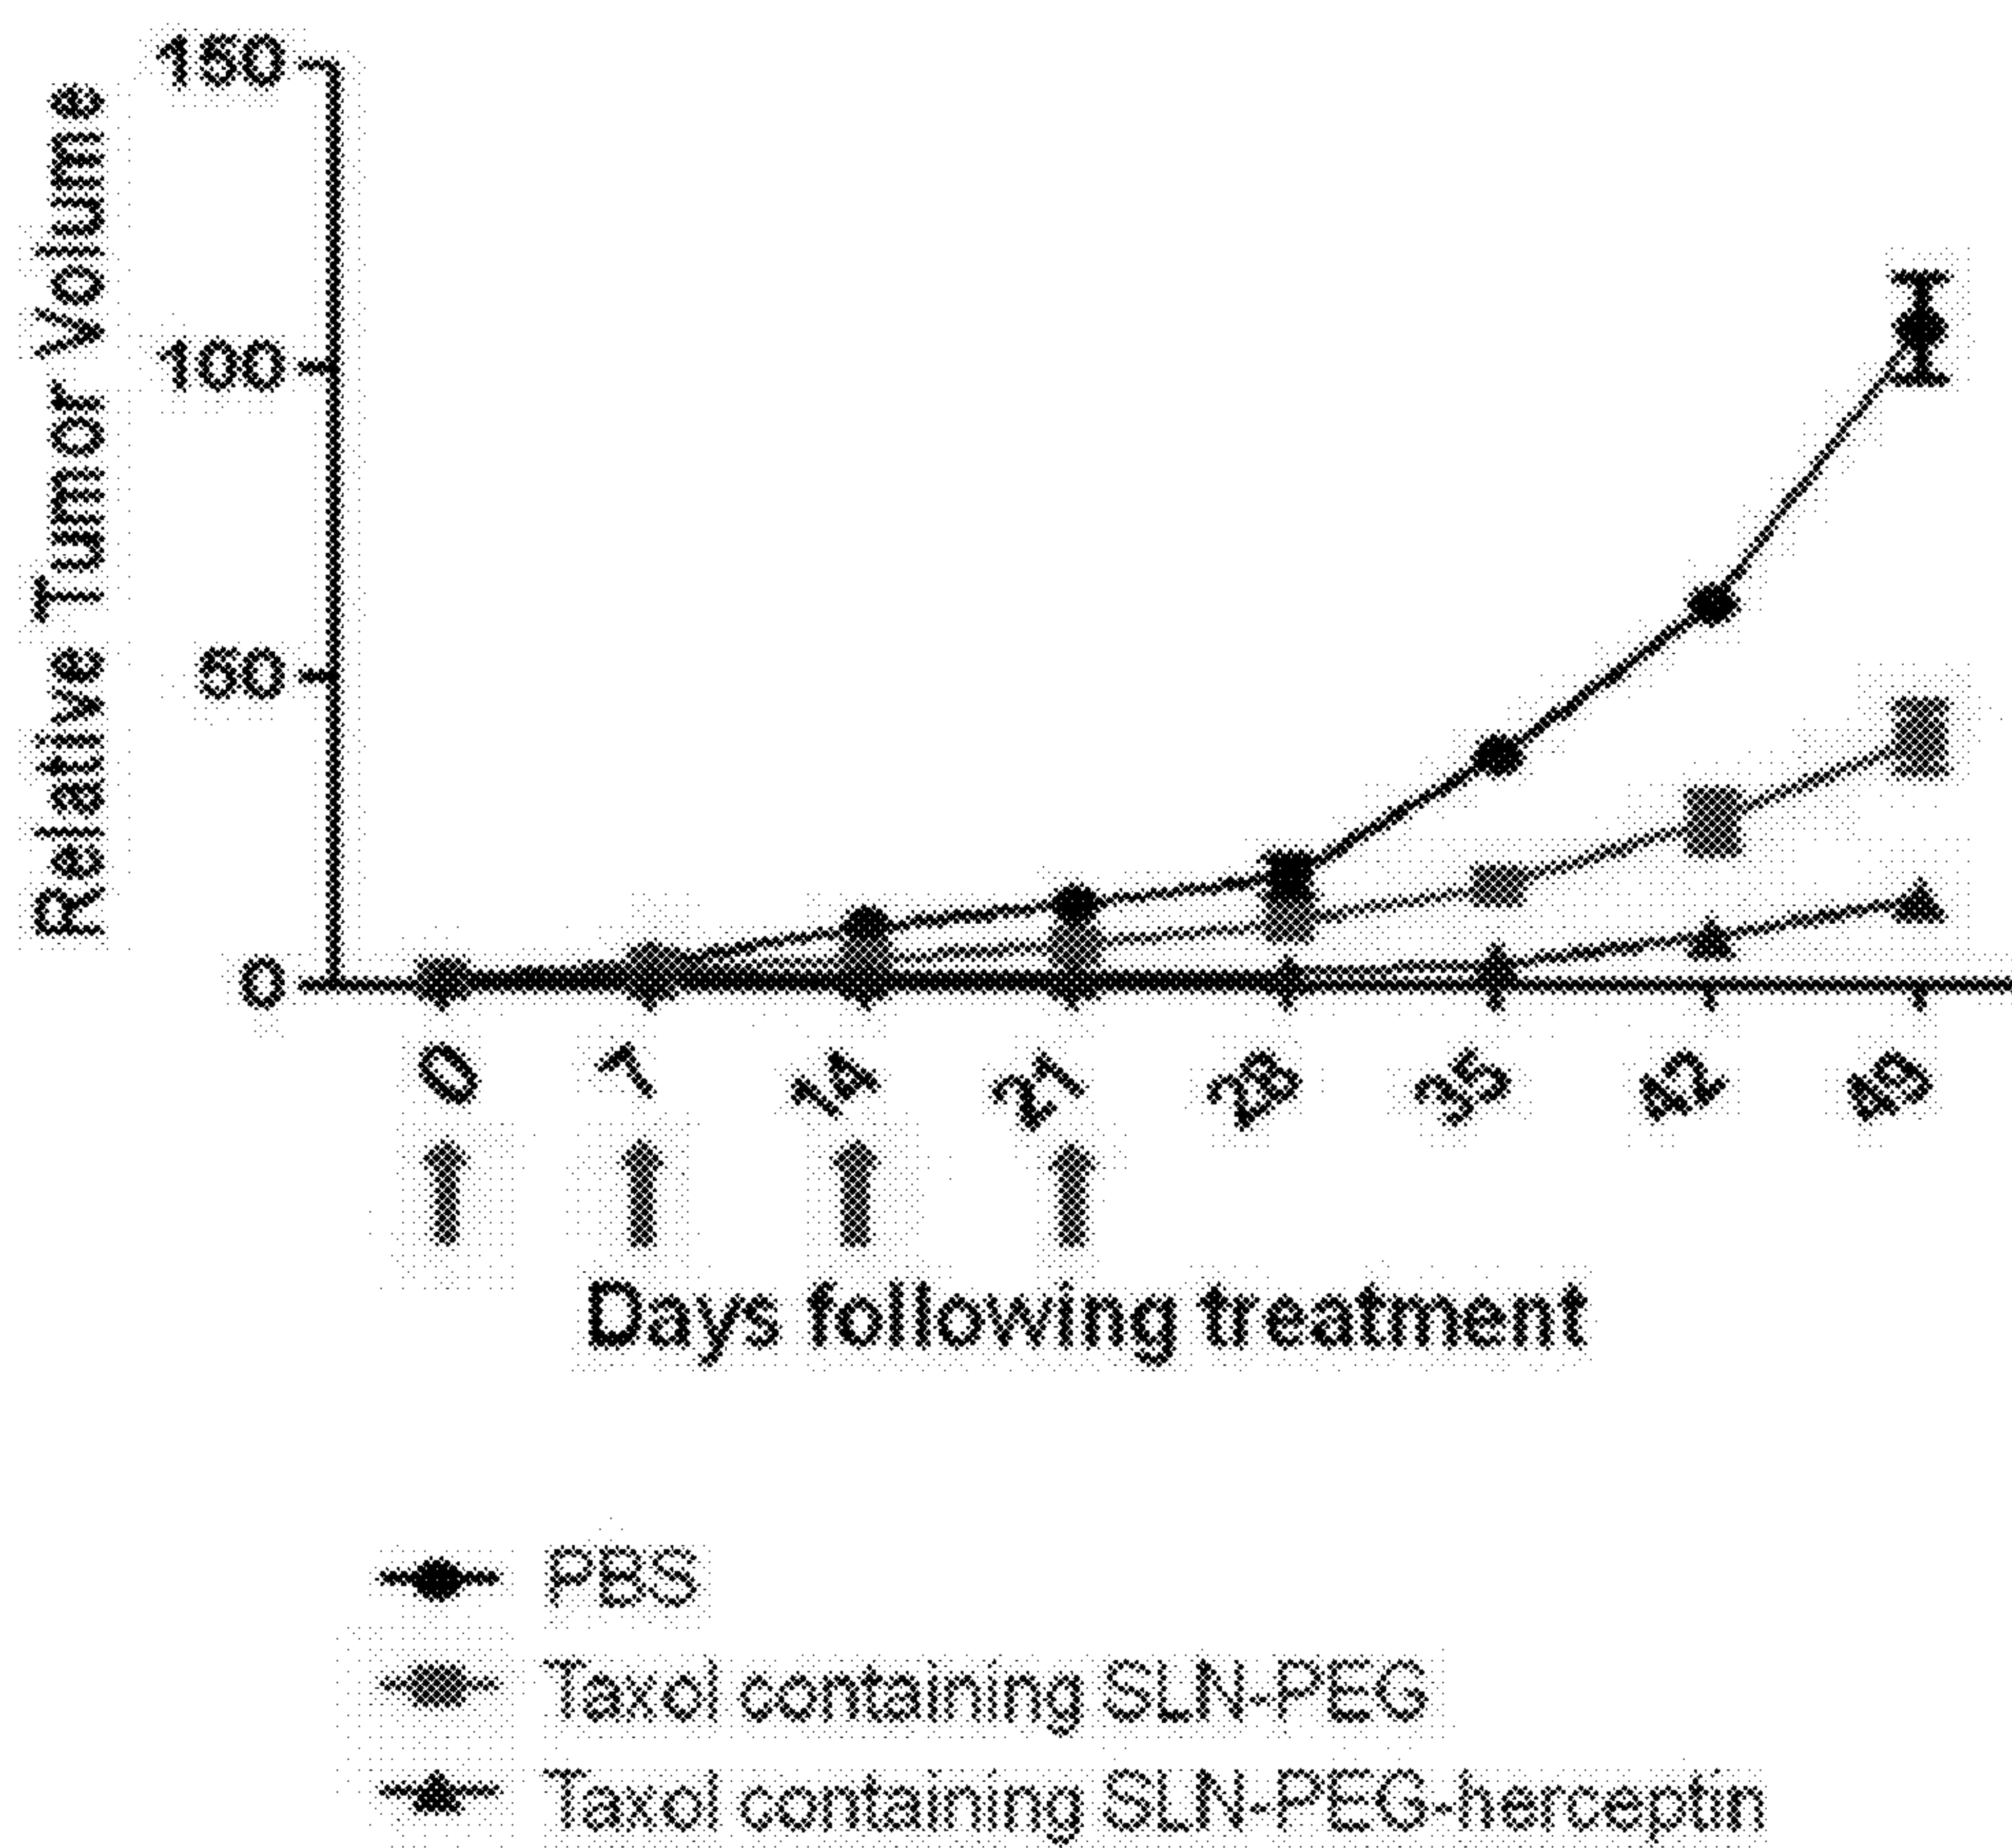 Relative Tumor Volume
150
100
50
0
0 7 14 21 28 35 42 49
Days following treatment
PBS
Taxol containing SLN-PEG
Taxol containing SLN-PEG-herceptin